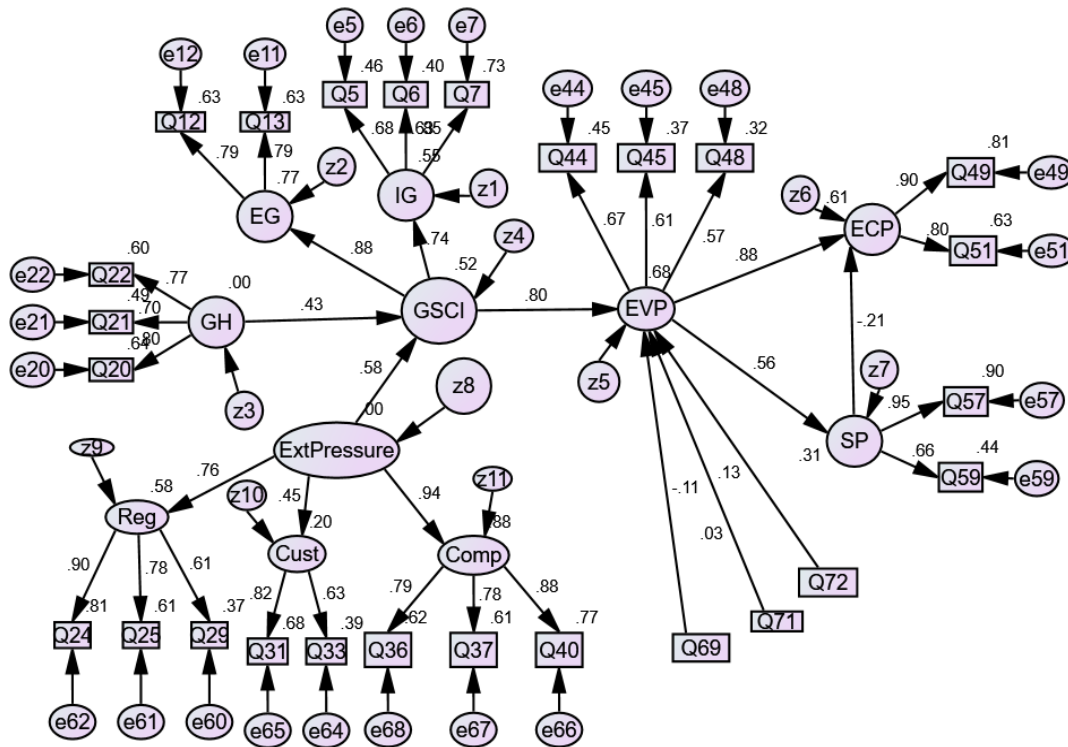 e5 e6 e7
e12 e11
.46 .40 .73
e44 e45 e48
.63 .63
Q5 Q6 Q7
Q12 Q13
.45 .37 .32
.68 .63 .85
Q44 Q45 Q48
.81
.79 .79 z2 .55
Q49 e49
.77 z1
.90
IG
z6 .61
EG
.67 .61 .57
ECP
.63
z4
.80 Q51 e51
.88 .74
.60
.52
.88
e22 Q22 .77 .00
.68
.49
GSCI .80 EVP
e21 Q21 .70 GH .43
-.21
.80
.64
e20 Q20
.58
.56 z7
z5
.90
z3
z8
.95 Q57 e57
.00
SP
ExtPressure
.44
z9
.31 .66 Q59 e59
.76
z11
.13
.58 z10 .45 .94
-.11
Reg
.20
.88
.03
Cust Comp
.90 .78 .61
Q72
.82 .63 .79 .78 .88
.81 .61 .37
Q71
Q24 Q25 Q29 .68 .39 .62 .61 .77
Q31 Q33 Q36 Q37 Q40 Q69
e62 e61 e60 e65 e64 e68 e67 e66